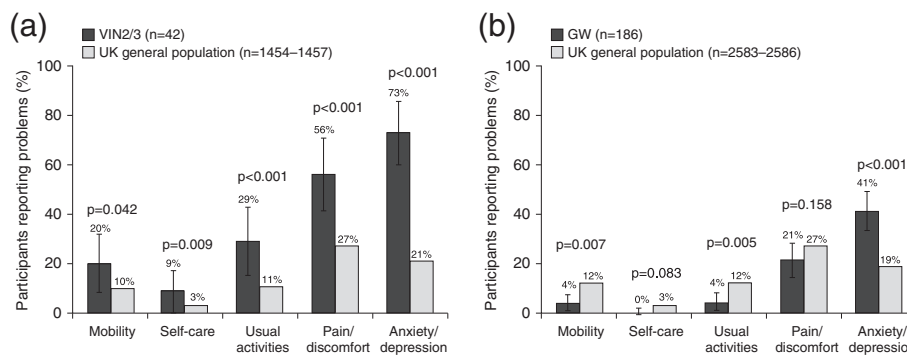 (a)
VIN2/3 (n=42)
UK general population (n=1454–1457)
Participants reporting problems (%)
100
80
60
40
20
0
p=0.042
20%
10%
p=0.009
9%
3%
p<0.001
29%
11%
p<0.001
56%
27%
p<0.001
73%
21%
Mobility
Self-care
Usual
activities
Pain/
discomfort
Anxiety/
depression
(b)
GW (n=186)
UK general population (n=2583–2586)
Participants reporting problems (%)
100
80
60
40
20
0
p=0.007
4%
12%
p=0.083
0%
3%
p=0.005
4%
12%
p=0.158
21%
27%
p<0.001
41%
19%
Mobility
Self-care
Usual
activities
Pain/
discomfort
Anxiety/
depression